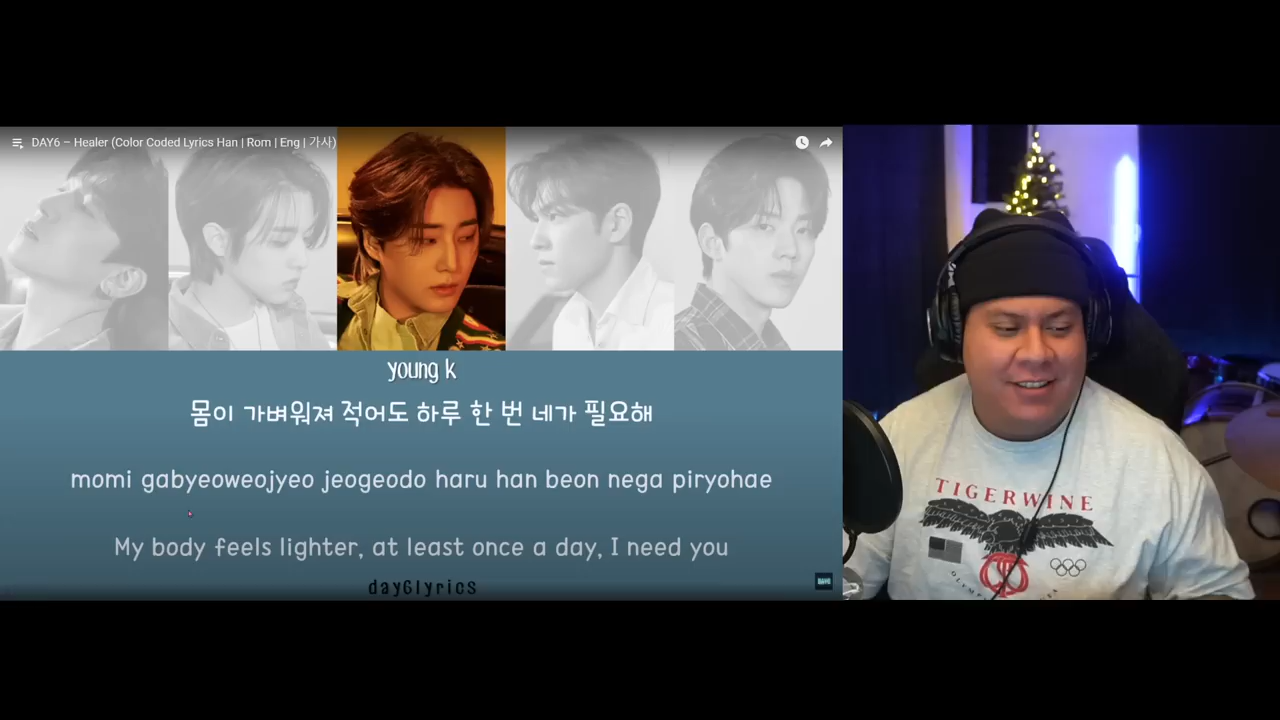 DAY6 – Healer (Color Coded Lyrics Han | Rom | Eng | 가사)
young k
몸이 가벼워져 적어도 하루 한 번 네가 필요해
momi gabyeoweojyeo jeogeodo haru han beon nega piryohae
My body feels lighter, at least once a day, I need you
day6lyrics
DAY6
TIGERWINE